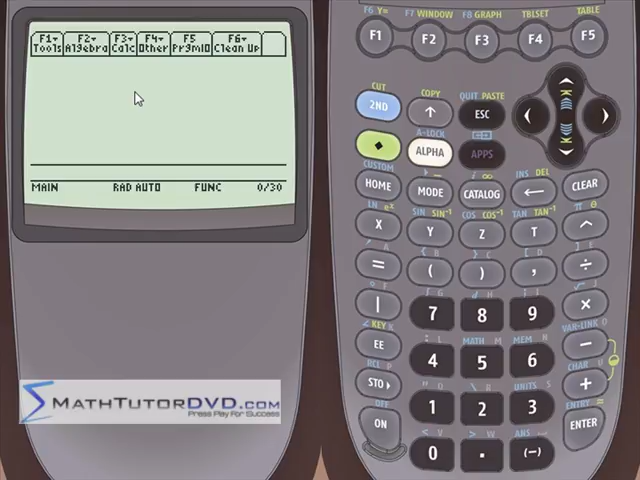 F1 F2 F3 F4 F5 F6
Tools Algebra Calc Other PrgmIO Clean Up
MAIN RAD AUTO FUNC 0/30
MATHTUTORDVD.COM
Press Play For Success
F6 Y= F7 WINDOW F8 GRAPH TBLSET TABLE
F1 F2 F3 F4 F5
CUT COPY QUIT PASTE
2ND ↑ ESC
A-LOCK
ALPHA APPS
CUSTOM INS DEL
HOME MODE CATALOG ← CLEAR
LN eˣ SIN SIN⁻¹ COS COS⁻¹ TAN TAN⁻¹ π θ
X Y Z T ^
= ( ) , ÷
| 7 8 9 ×
∠ KEY K L MATH M MEM N VAR-LINK O
EE 4 5 6 −
RCL P UNITS S CHAR U
STO▸ 1 2 3 +
OFF < V > W ANS ENTRY =
ON 0 . (−) ENTER